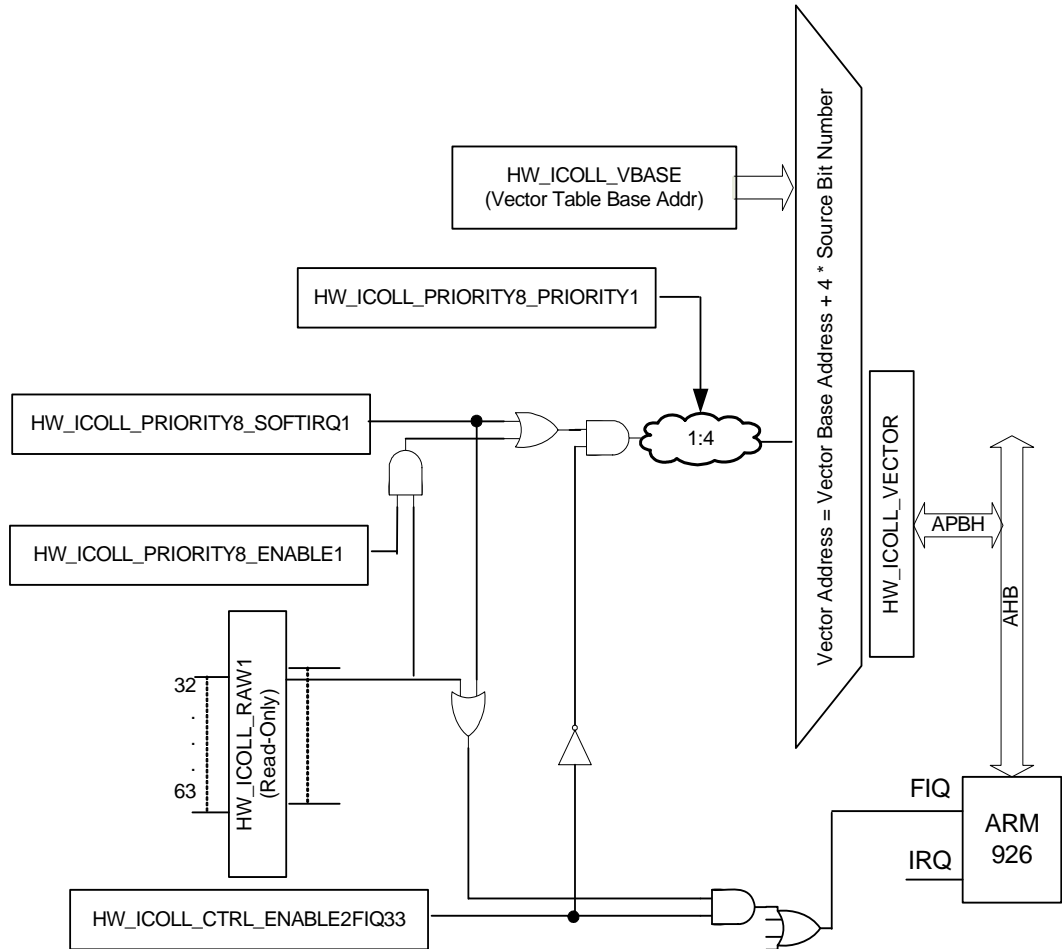 HW_ICOLL_VBASE
(Vector Table Base Addr)
HW_ICOLL_PRIORITY8_PRIORITY1
HW_ICOLL_PRIORITY8_SOFTIRQ1
1:4
HW_ICOLL_PRIORITY8_ENABLE1
Vector Address = Vector Base Address + 4 * Source Bit Number
HW_ICOLL_VECTOR
APBH
AHB
32
.
.
.
63
HW_ICOLL_RAW1
(Read-Only)
FIQ
IRQ
ARM
926
HW_ICOLL_CTRL_ENABLE2FIQ33